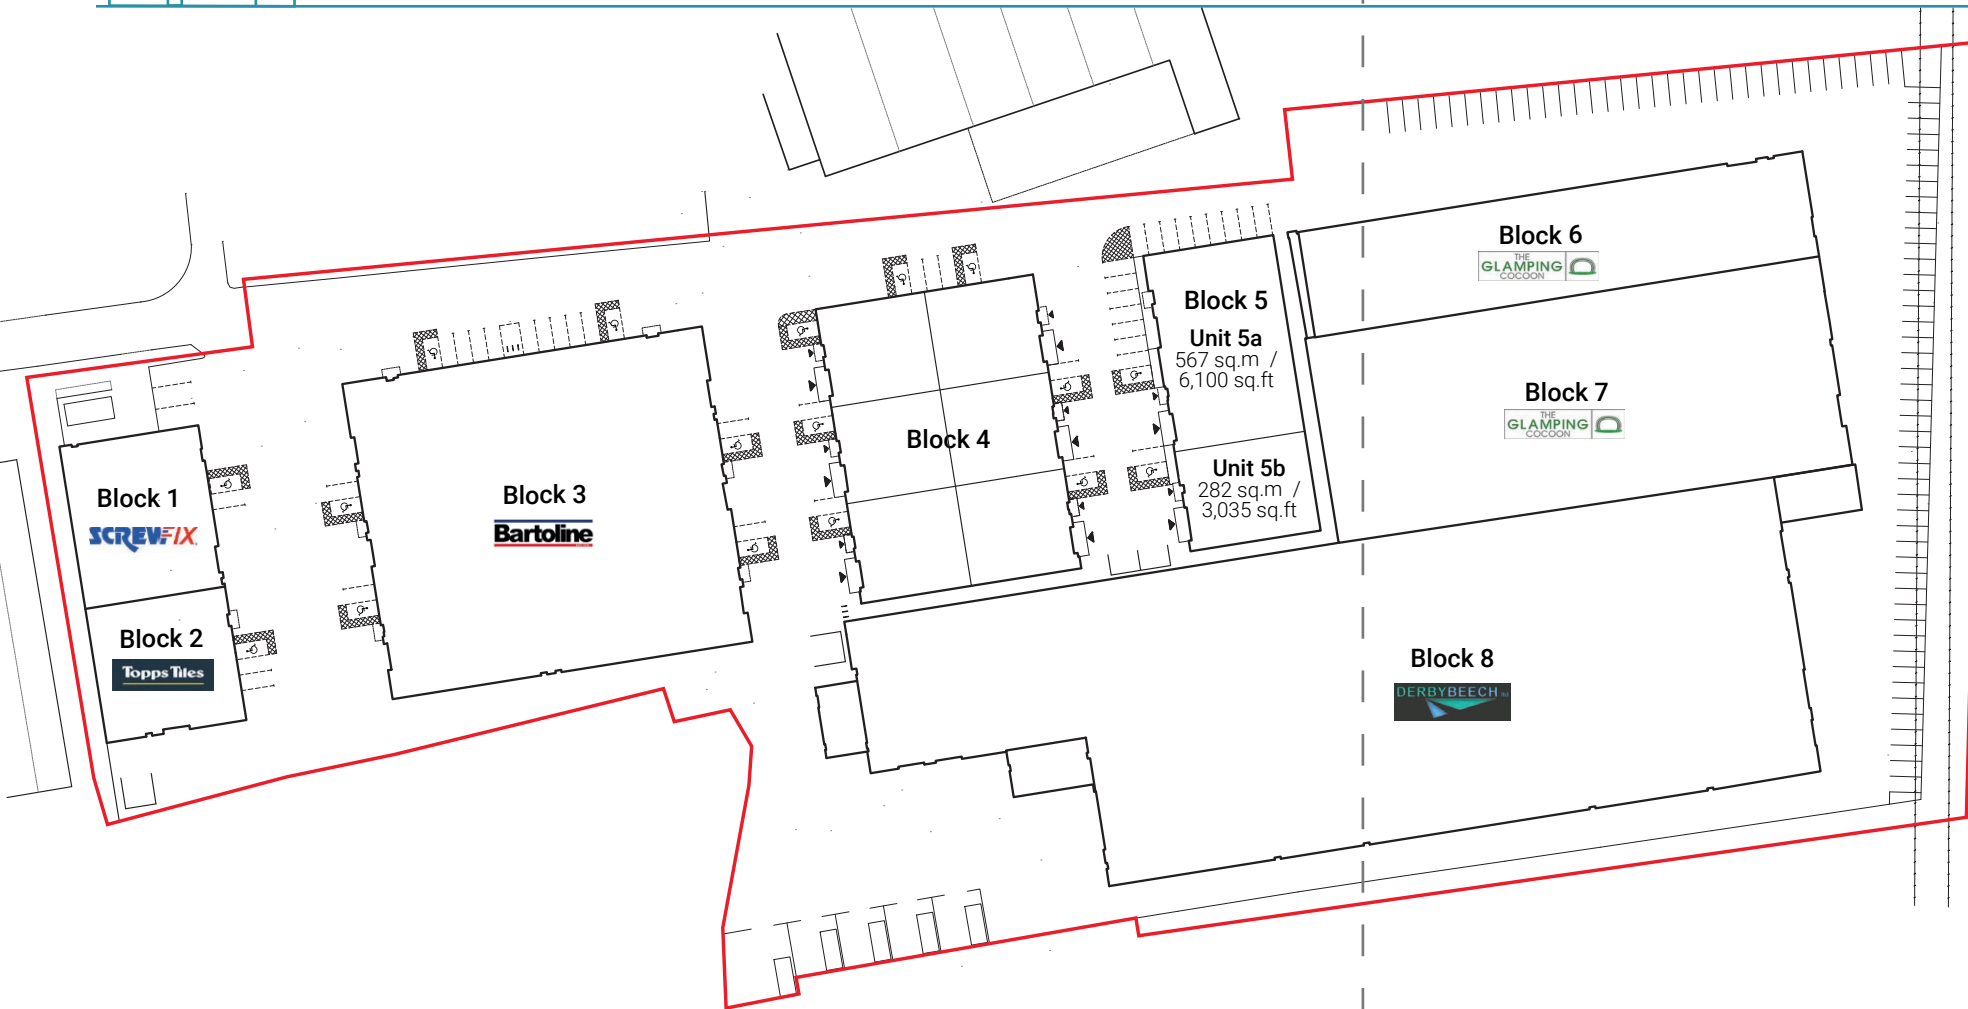 Block 1
SCREWFIX
Block 2
Topps Tiles
Block 3
Bartoline
Block 4
Block 5
Unit 5a
567 sq.m /
6,100 sq.ft
Unit 5b
282 sq.m /
3,035 sq.ft
Block 6
THE
GLAMPING
COCOON
Block 7
THE
GLAMPING
COCOON
Block 8
DERBYBEECH